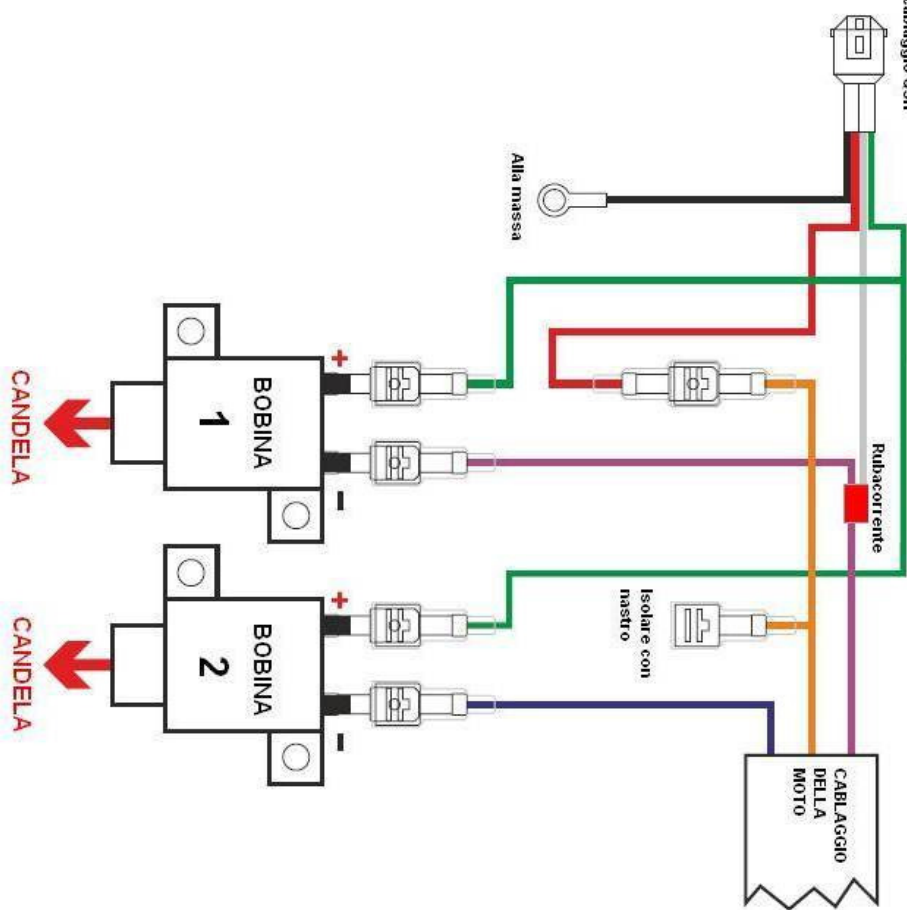 Rubacorrente
CABLAGGIO
DELLA
MOTO
Isolare con
nastro
Alla massa
+ -
BOBINA
1
+ -
BOBINA
2
CANDELA
CANDELA